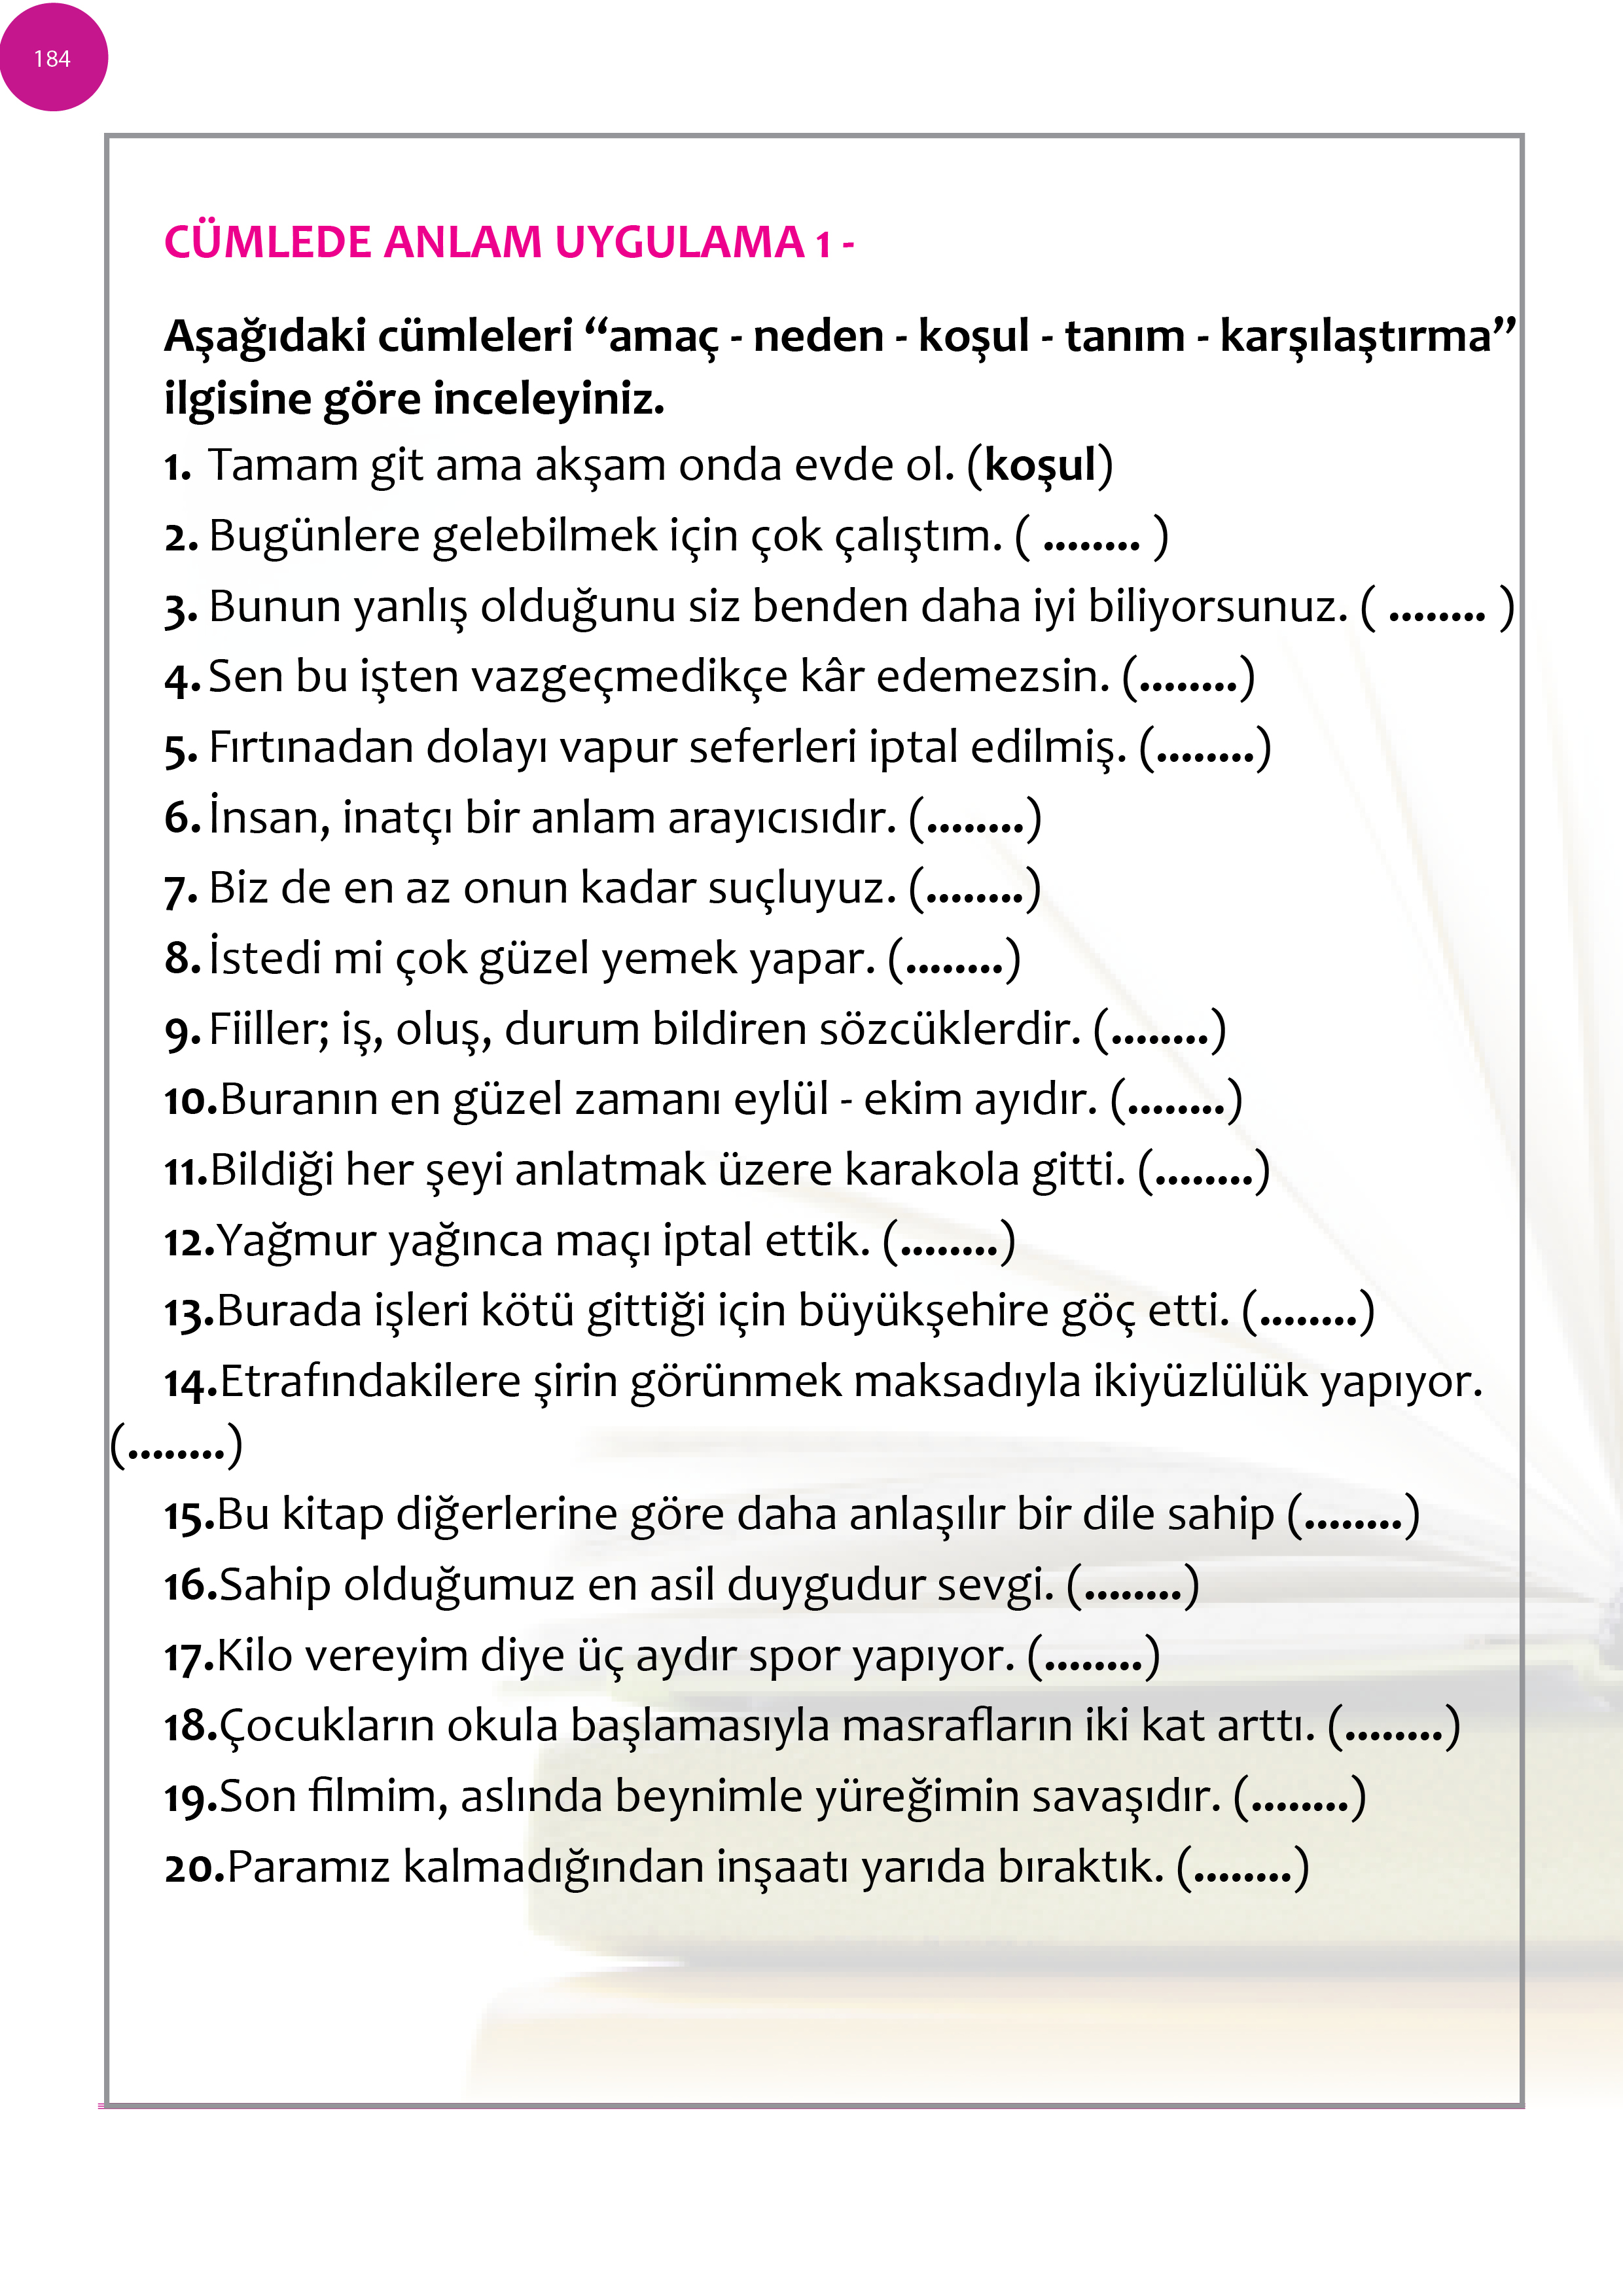 184
CÜMLEDE ANLAM UYGULAMA 1 -
Aşağıdaki cümleleri “amaç - neden - koşul - tanım - karşılaştırma”
ilgisine göre inceleyiniz.
1. Tamam git ama akşam onda evde ol. (koşul)
2. Bugünlere gelebilmek için çok çalıştım. ( ........ )
3. Bunun yanlış olduğunu siz benden daha iyi biliyorsunuz. ( ........ )
4. Sen bu işten vazgeçmedikçe kâr edemezsin. (........)
5. Fırtınadan dolayı vapur seferleri iptal edilmiş. (........)
6. İnsan, inatçı bir anlam arayıcısıdır. (........)
7. Biz de en az onun kadar suçluyuz. (........)
8. İstedi mi çok güzel yemek yapar. (........)
9. Fiiller; iş, oluş, durum bildiren sözcüklerdir. (........)
10.Buranın en güzel zamanı eylül - ekim ayıdır. (........)
11.Bildiği her şeyi anlatmak üzere karakola gitti. (........)
12.Yağmur yağınca maçı iptal ettik. (........)
13.Burada işleri kötü gittiği için büyükşehire göç etti. (........)
14.Etrafındakilere şirin görünmek maksadıyla ikiyüzlülük yapıyor.
(........)
15.Bu kitap diğerlerine göre daha anlaşılır bir dile sahip (........)
16.Sahip olduğumuz en asil duygudur sevgi. (........)
17.Kilo vereyim diye üç aydır spor yapıyor. (........)
18.Çocukların okula başlamasıyla masrafların iki kat arttı. (........)
19.Son filmim, aslında beynimle yüreğimin savaşıdır. (........)
20.Paramız kalmadığından inşaatı yarıda bıraktık. (........)